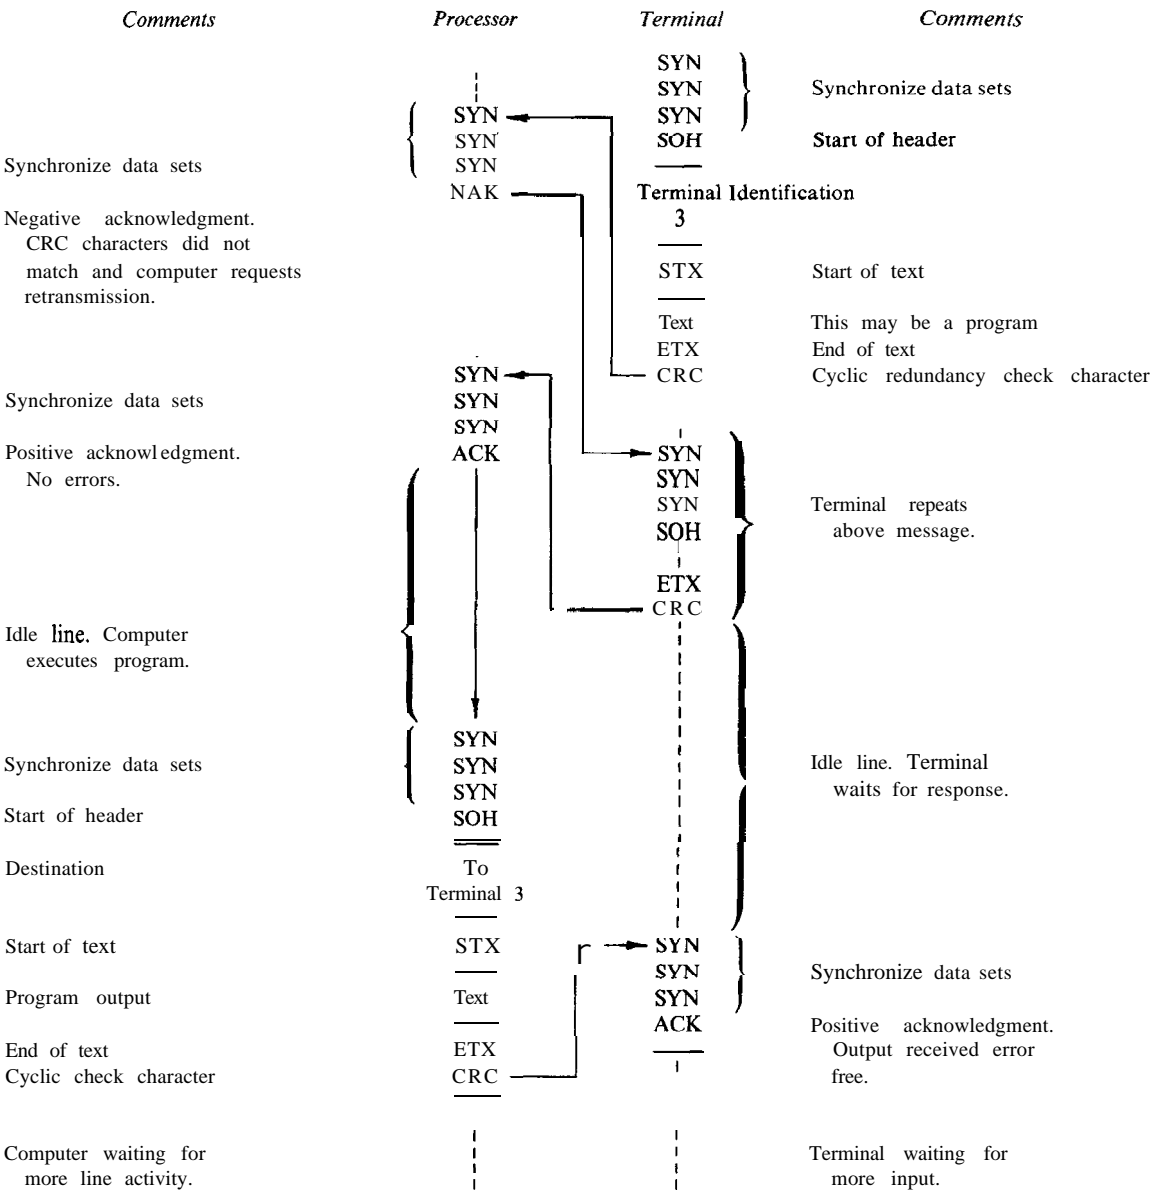 Comments Processor Terminal Comments
SYN
SYN Synchronize data sets
SYN SYN
SYN SOH Start of header
Synchronize data sets SYN
NAK Terminal Identification
Negative acknowledgment. 3
CRC characters did not
match and computer requests STX Start of text
retransmission.
Text This may be a program
ETX End of text
SYN CRC Cyclic redundancy check character
Synchronize data sets SYN
SYN
Positive acknowledgment. ACK SYN
No errors. SYN
SYN Terminal repeats
SOH above message.
ETX
CRC
Idle line. Computer
executes program.
SYN
Synchronize data sets SYN Idle line. Terminal
SYN waits for response.
Start of header SOH
Destination To
Terminal 3
Start of text STX SYN
SYN Synchronize data sets
Program output Text SYN
ACK Positive acknowledgment.
End of text ETX Output received error
Cyclic check character CRC free.
Computer waiting for Terminal waiting for
more line activity. more input.